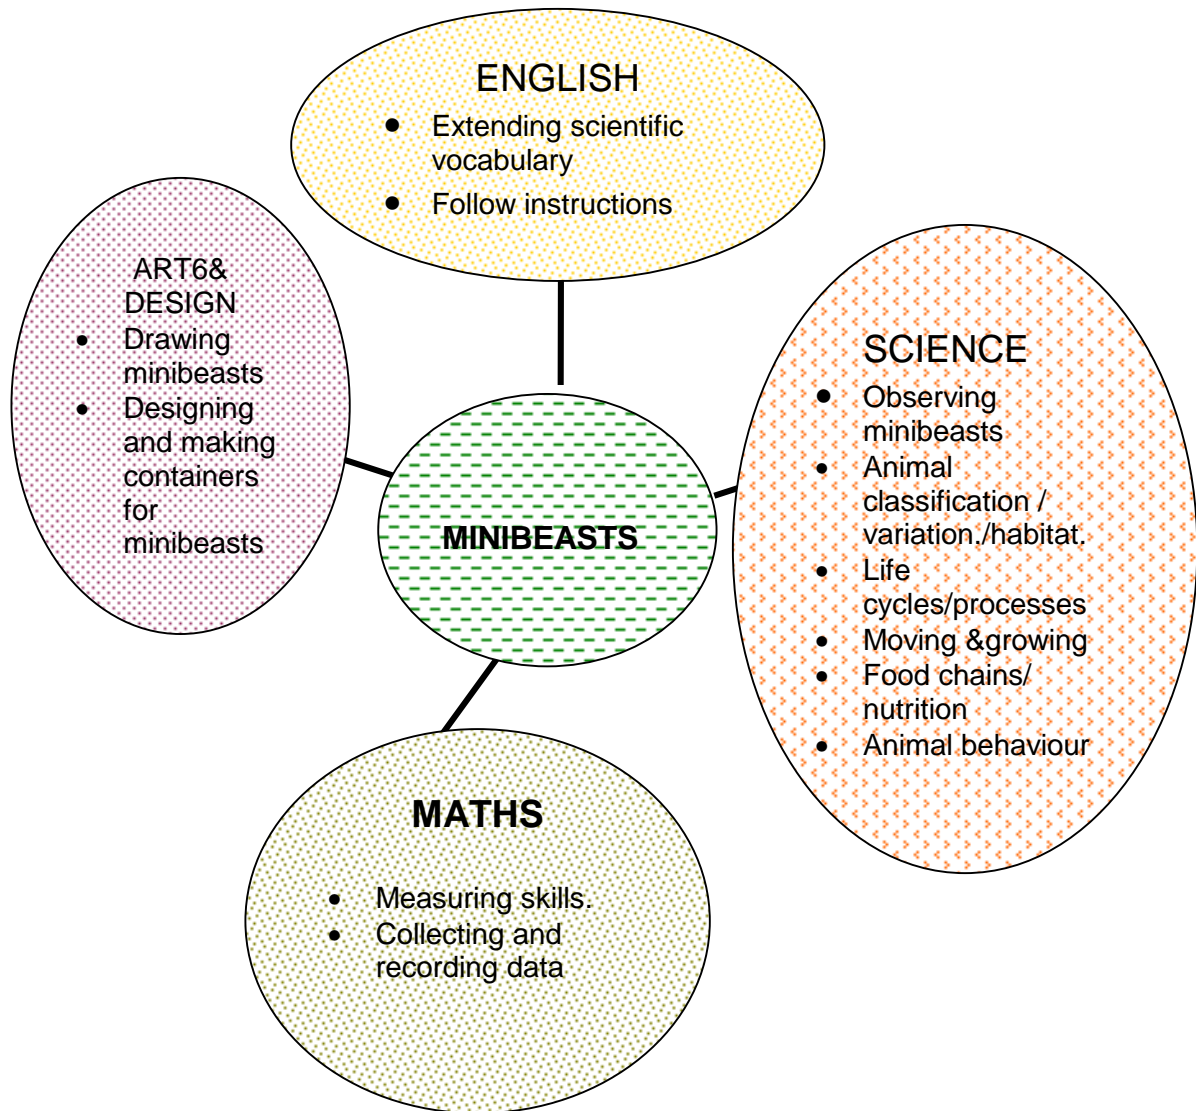 ENGLISH
● Extending scientific
vocabulary
● Follow instructions
ART6&
DESIGN
● Drawing
minibeasts
● Designing
and making
containers
for
minibeasts
SCIENCE
● Observing
minibeasts
● Animal
classification /
variation./habitat.
● Life
cycles/processes
● Moving &growing
● Food chains/
nutrition
● Animal behaviour
MINIBEASTS
MATHS
● Measuring skills.
● Collecting and
recording data